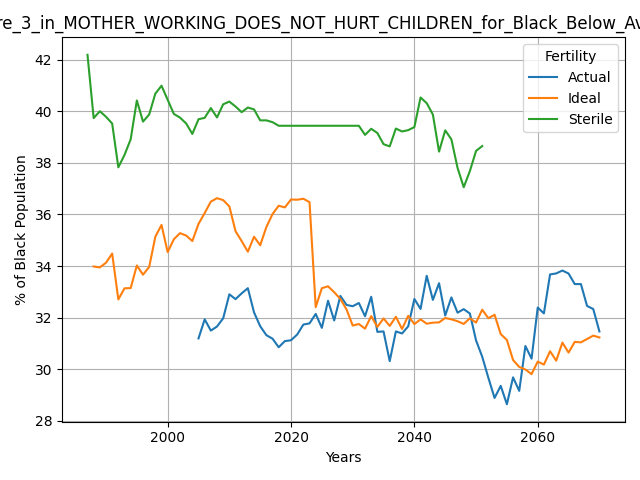 re_3_in_MOTHER_WORKING_DOES_NOT_HURT_CHILDREN_for_Black_Below_Av
Fertility
Actual
Ideal
Sterile
% of Black Population
42
40
38
36
34
32
30
28
2000
2020
2040
2060
Years